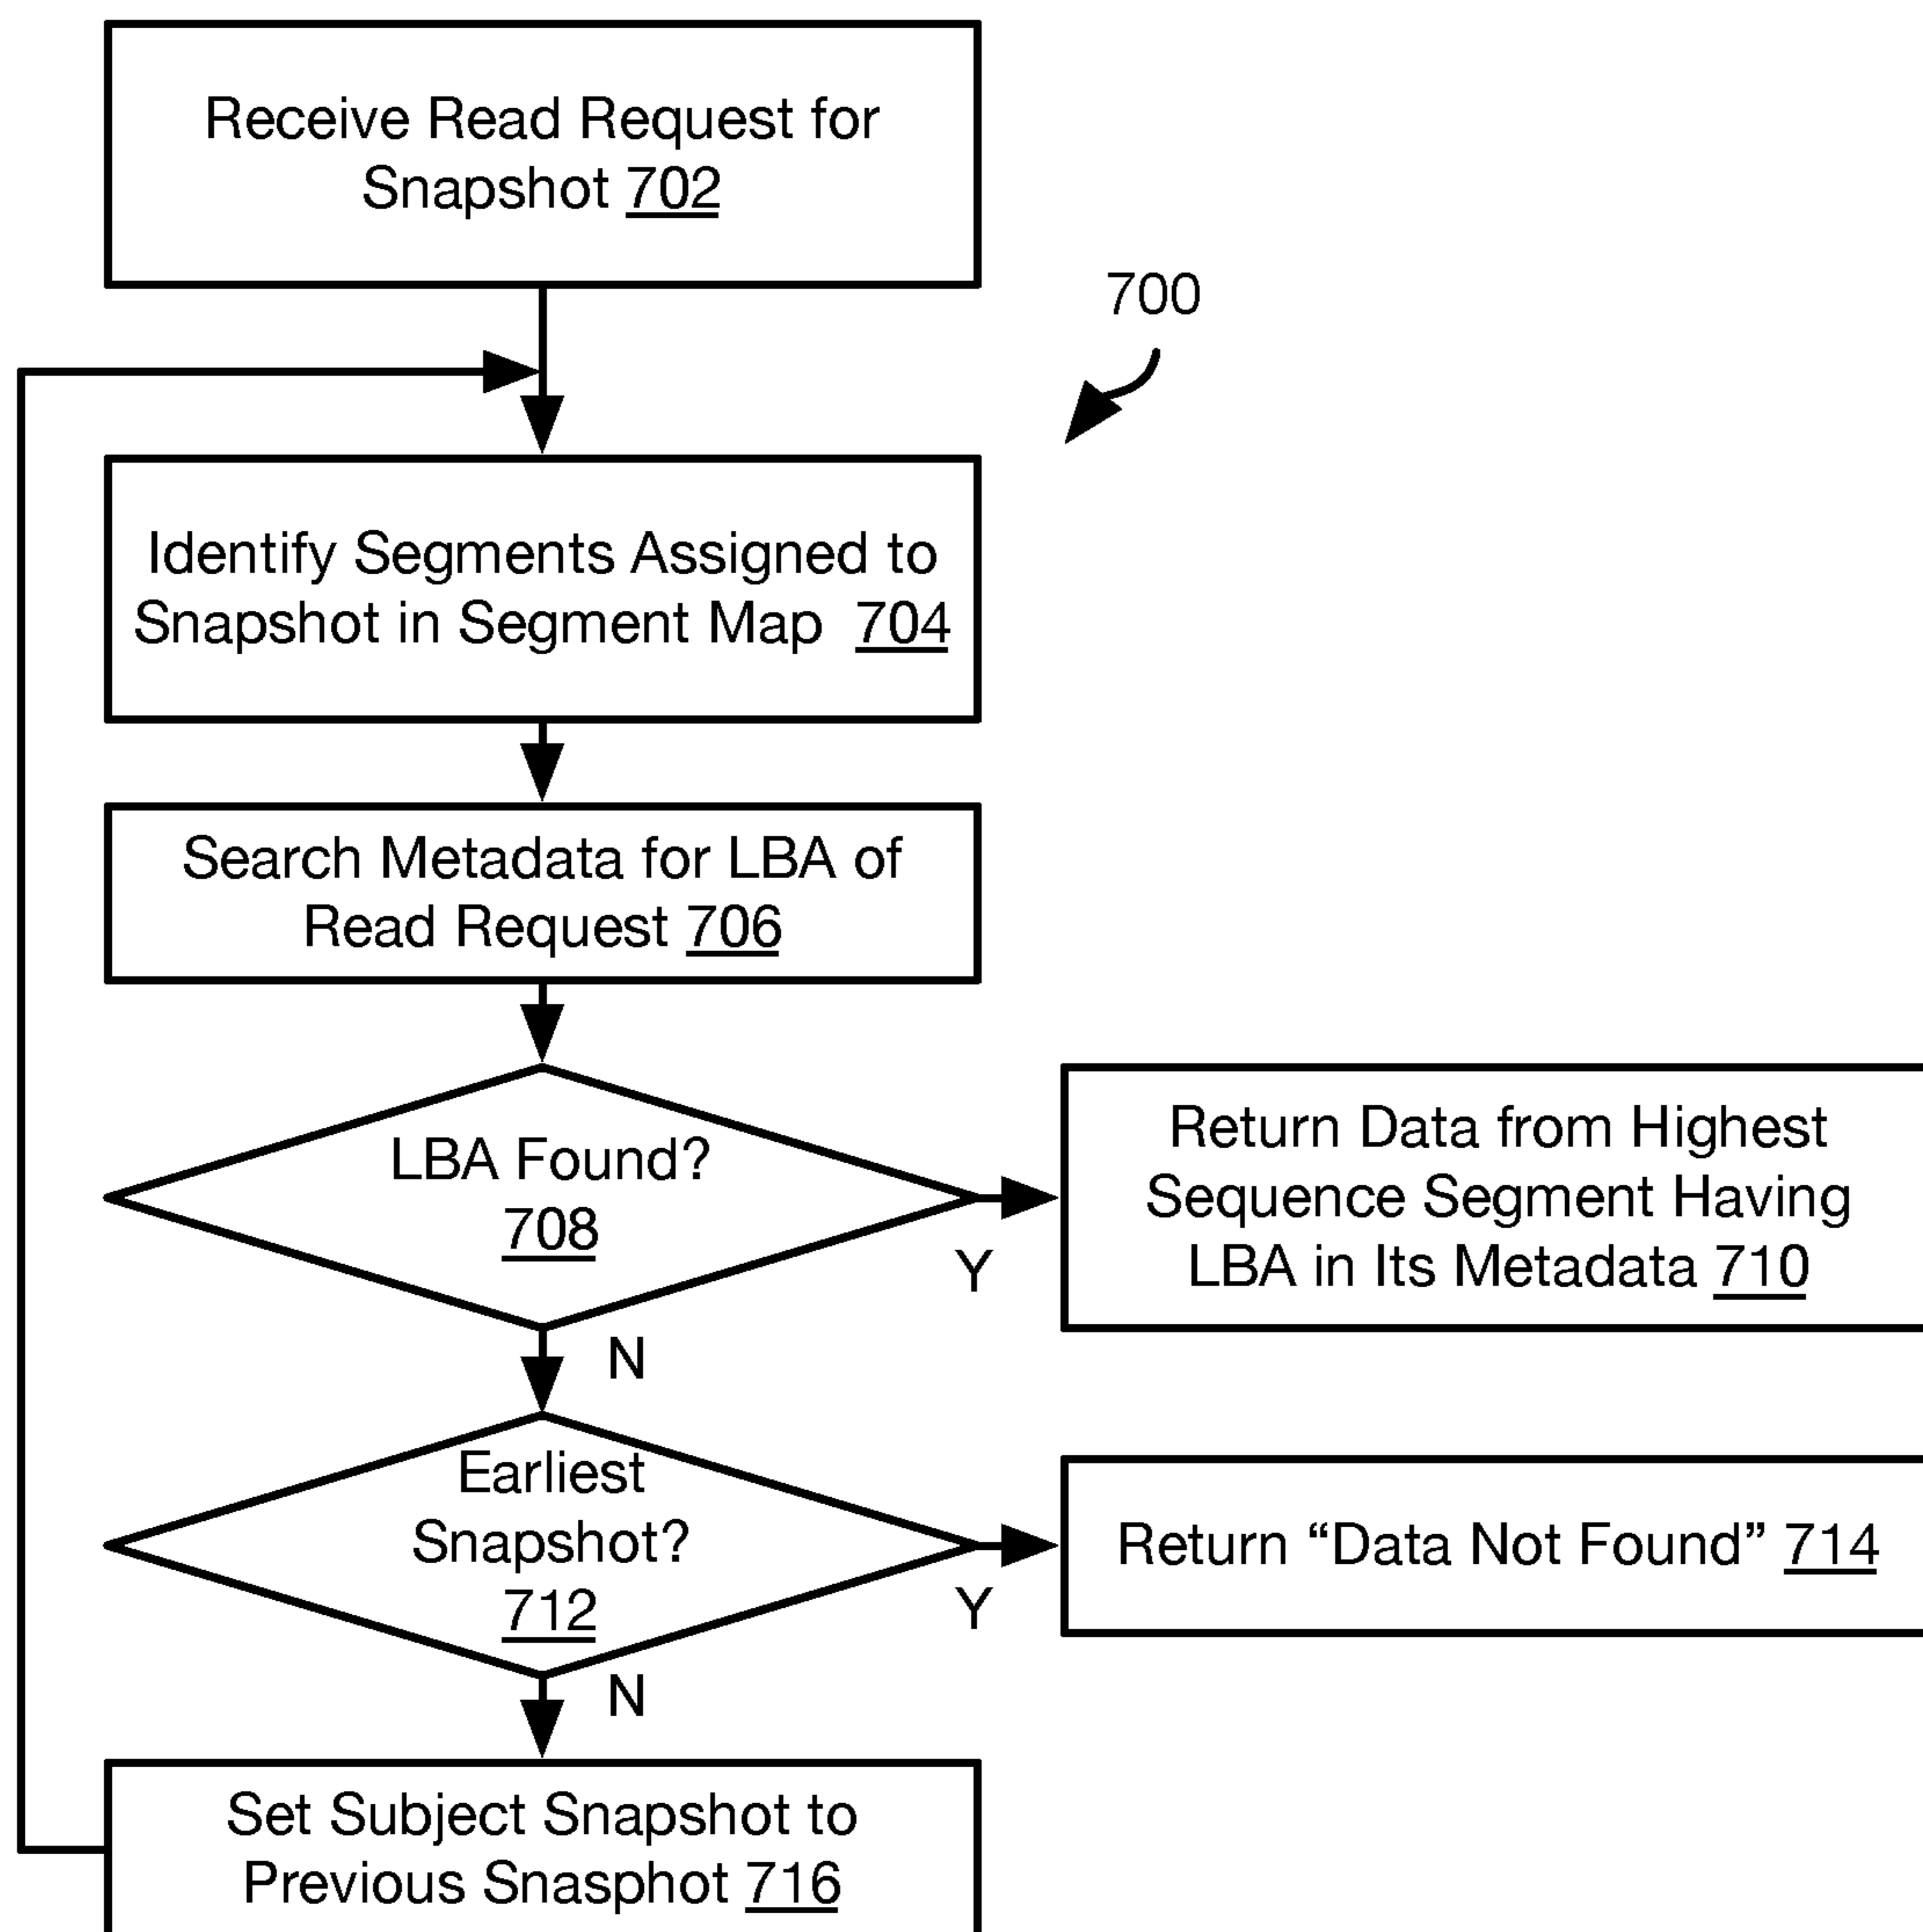 Receive Read Request for
Snapshot 702
700
Identify Segments Assigned to
Snapshot in Segment Map 704
Search Metadata for LBA of
Read Request 706
LBA Found?
708
Y
Return Data from Highest
Sequence Segment Having
LBA in Its Metadata 710
N
Earliest
Snapshot?
712
Y
Return “Data Not Found” 714
N
Set Subject Snapshot to
Previous Snasphot 716